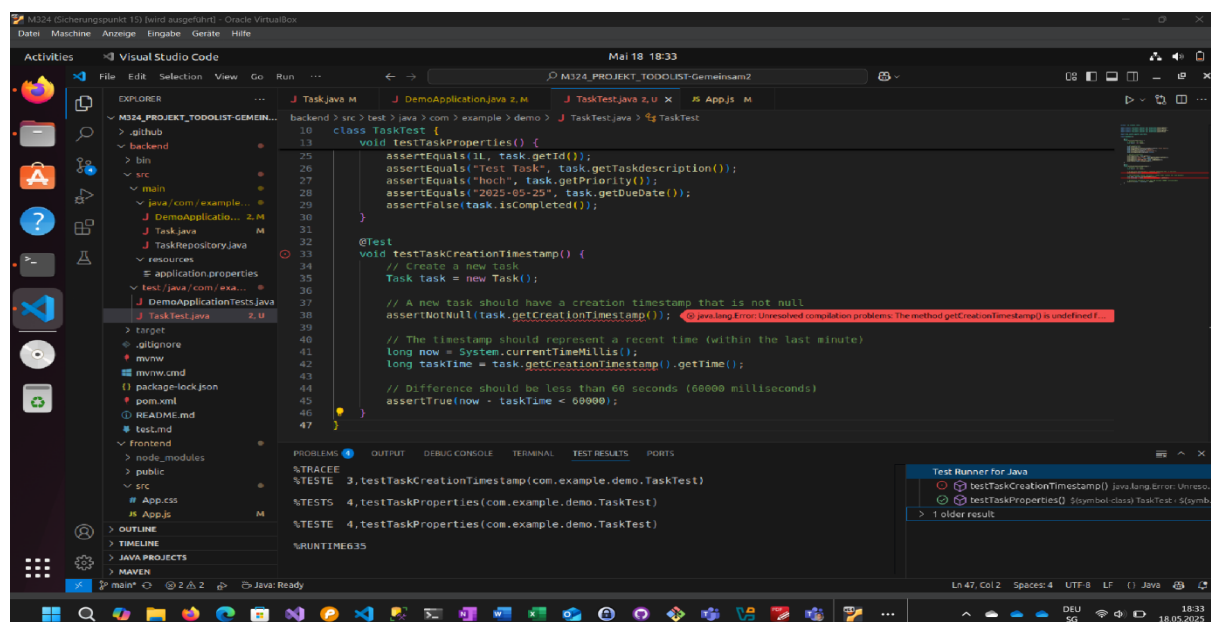 M324 (Sicherungspunkt 15) [wird ausgeführt] - Oracle VirtualBox
Datei Maschine Anzeige Eingabe Geräte Hilfe
Activities Visual Studio Code Mai 18 18:33
File Edit Selection View Go Run ··· M324_PROJEKT_TODOLIST-Gemeinsam2
EXPLORER ···
Task.java M DemoApplication.java 2, M TaskTest.java 2, U App.js M
M324_PROJEKT_TODOLIST-GEMEIN...
.github
backend
bin
src
main
java/com/example...
DemoApplicatio... 2, M
Task.java M
TaskRepository.java
resources
application.properties
test/java/com/exa...
DemoApplicationTests.java
TaskTest.java 2, U
target
.gitignore
mvnw
mvnw.cmd
package-lock.json
pom.xml
README.md
test.md
frontend
node_modules
public
src
App.css
App.js M
OUTLINE
TIMELINE
JAVA PROJECTS
MAVEN
backend > src > test > java > com > example > demo > TaskTest.java > TaskTest
10 class TaskTest {
13 void testTaskProperties() {
25 assertEquals(1L, task.getId());
26 assertEquals("Test Task", task.getTaskdescription());
27 assertEquals("hoch", task.getPriority());
28 assertEquals("2025-05-25", task.getDueDate());
29 assertFalse(task.isCompleted());
30 }
31
32 @Test
33 void testTaskCreationTimestamp() {
34 // Create a new task
35 Task task = new Task();
36
37 // A new task should have a creation timestamp that is not null
38 assertNotNull(task.getCreationTimestamp()); java.lang.Error: Unresolved compilation problems: The method getCreationTimestamp() is undefined f...
39
40 // The timestamp should represent a recent time (within the last minute)
41 long now = System.currentTimeMillis();
42 long taskTime = task.getCreationTimestamp().getTime();
43
44 // Difference should be less than 60 seconds (60000 milliseconds)
45 assertTrue(now - taskTime < 60000);
46 }
47 }
PROBLEMS 4 OUTPUT DEBUG CONSOLE TERMINAL TEST RESULTS PORTS
%TRACEE
%TESTE 3,testTaskCreationTimestamp(com.example.demo.TaskTest)
%TESTS 4,testTaskProperties(com.example.demo.TaskTest)
%TESTE 4,testTaskProperties(com.example.demo.TaskTest)
%RUNTIME635
Test Runner for Java
testTaskCreationTimestamp() java.lang.Error: Unreso...
testTaskProperties() $(symbol-class) TaskTest < $(symb...
1 older result
main* 2 2 Java: Ready Ln 47, Col 2 Spaces: 4 UTF-8 LF {} Java
DEU
SG
18:33
18.05.2025